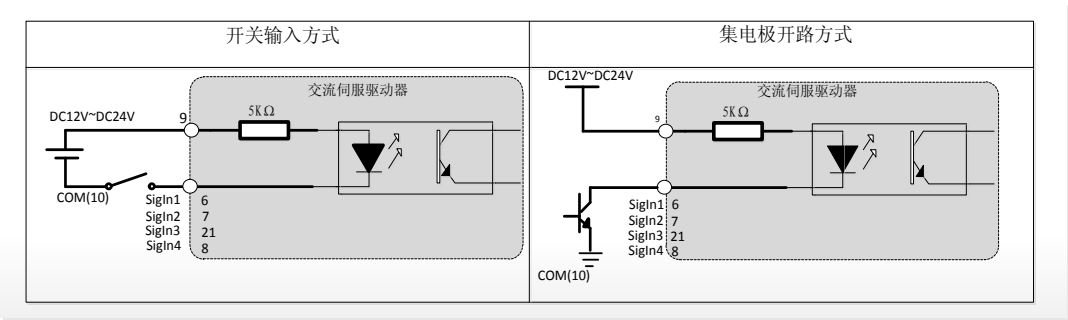 开关输入方式
集电极开路方式
交流伺服驱动器
DC12V~DC24V
9
5KΩ
COM(10)
SigIn1 6
SigIn2 7
SigIn3 21
SigIn4 8
DC12V~DC24V
交流伺服驱动器
9
5KΩ
SigIn1 6
SigIn2 7
SigIn3 21
SigIn4 8
COM(10)